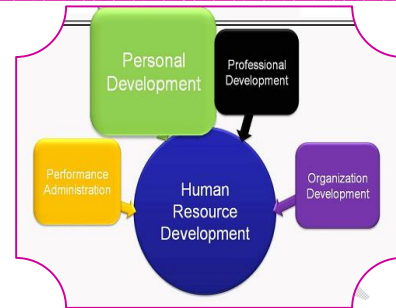 Personal
Development
Professional
Development
Performance
Administration
Human
Resource
Development
Organization
Development